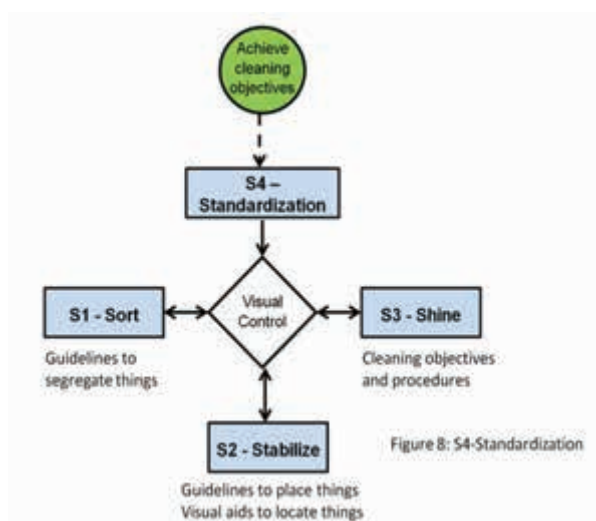 Achieve
cleaning
objectives
S4 –
Standardization
Visual
Control
S1 - Sort
Guidelines to
segregate things
S3 - Shine
Cleaning objectives
and procedures
S2 - Stabilize
Guidelines to place things
Visual aids to locate things
Figure 8: S4-Standardization